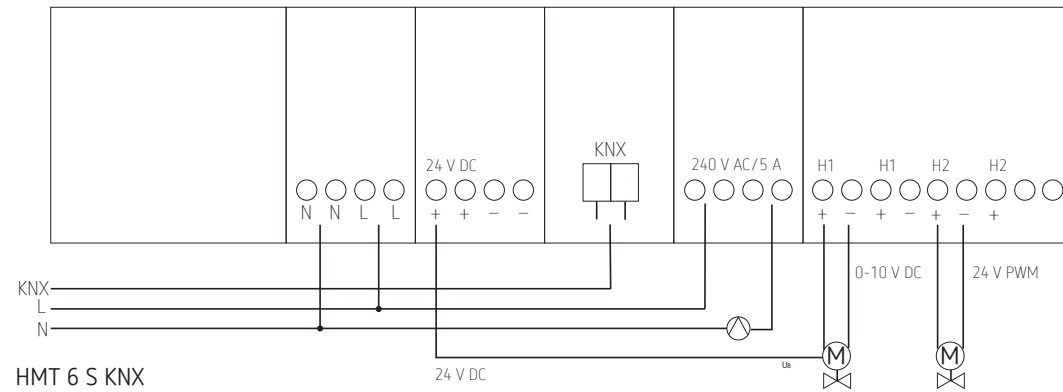 KNX
24 V DC
240 V AC/5 A
H1 H1 H2 H2
N N L L
+ + − −
+ − + − + − +
0-10 V DC
24 V PWM
KNX
L
N
M M
UB
24 V DC
HMT 6 S KNX